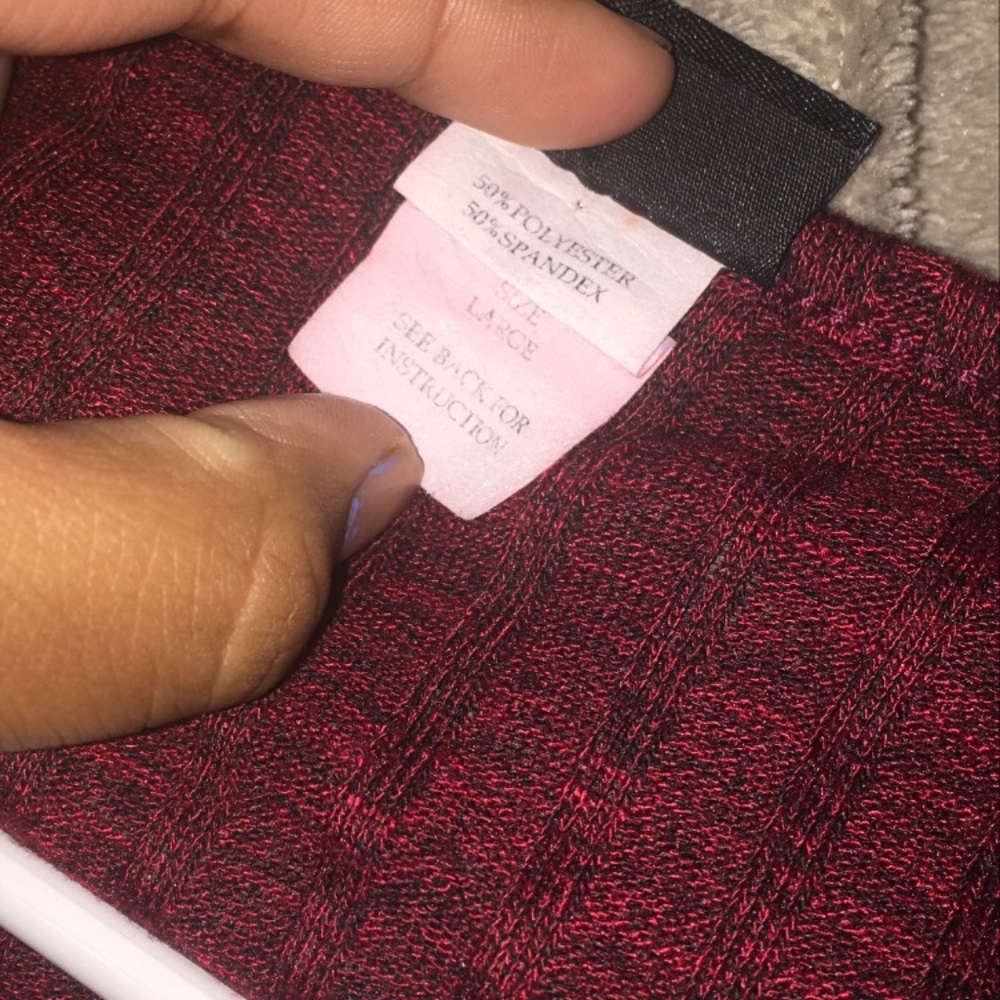 50%POLYESTER
50%SPANDEX
SIZE
LARGE
SEE BACK FOR
INSTRUCTION